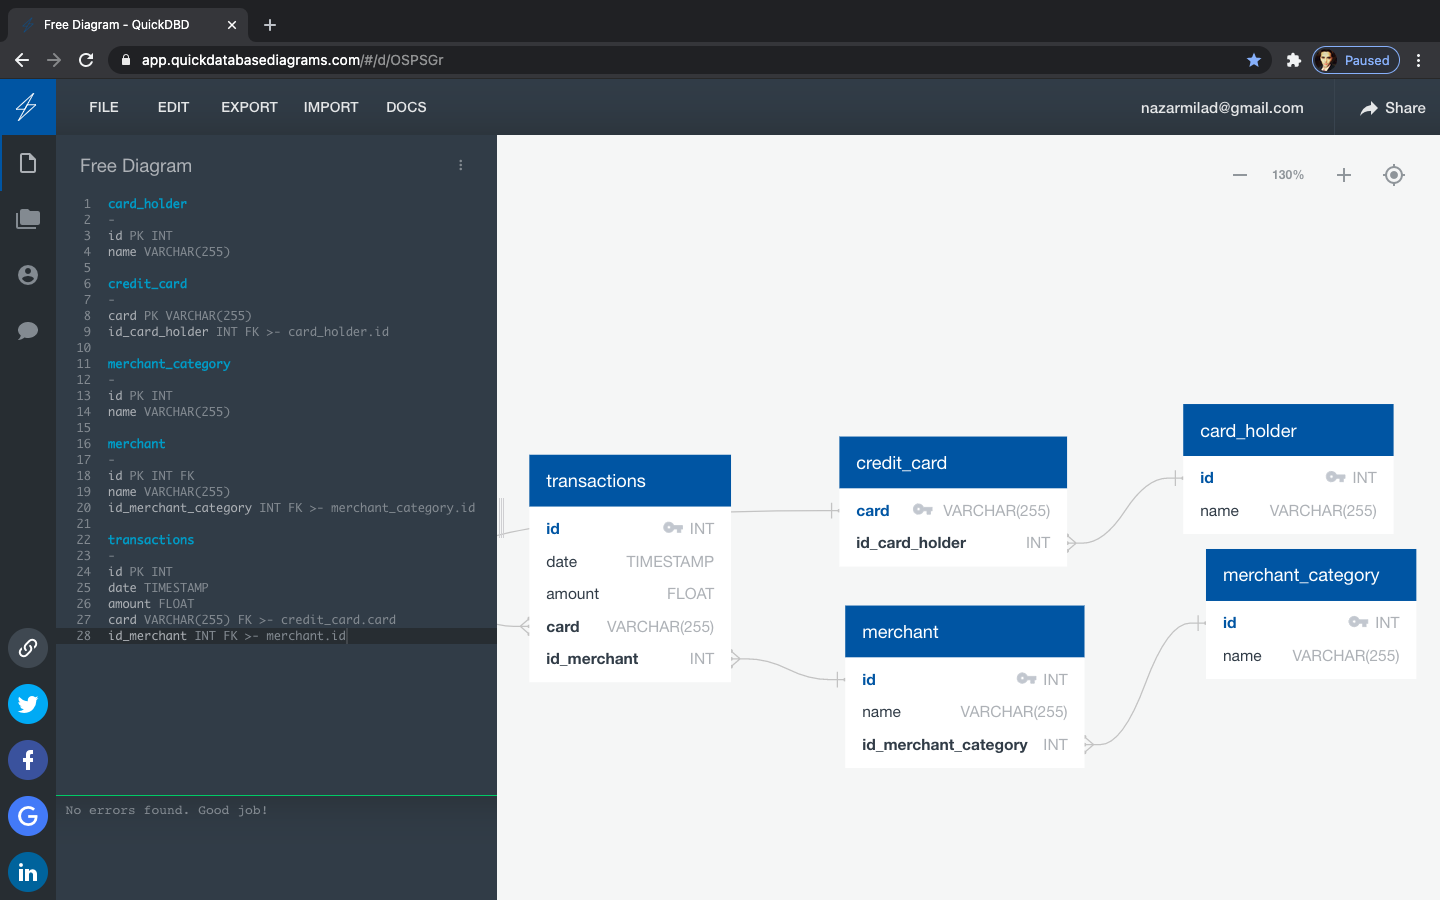 Free Diagram - QuickDBD
app.quickdatabasediagrams.com/#/d/OSPSGr
Paused
FILE EDIT EXPORT IMPORT DOCS
nazarmilad@gmail.com
Share
Free Diagram
1 card_holder
2 -
3 id PK INT
4 name VARCHAR(255)
5
6 credit_card
7 -
8 card PK VARCHAR(255)
9 id_card_holder INT FK >- card_holder.id
10
11 merchant_category
12 -
13 id PK INT
14 name VARCHAR(255)
15
16 merchant
17 -
18 id PK INT FK
19 name VARCHAR(255)
20 id_merchant_category INT FK >- merchant_category.id
21
22 transactions
23 -
24 id PK INT
25 date TIMESTAMP
26 amount FLOAT
27 card VARCHAR(255) FK >- credit_card.card
28 id_merchant INT FK >- merchant.id
No errors found. Good job!
f
G
in
130%
transactions
id INT
date TIMESTAMP
amount FLOAT
card VARCHAR(255)
id_merchant INT
credit_card
card VARCHAR(255)
id_card_holder INT
merchant
id INT
name VARCHAR(255)
id_merchant_category INT
card_holder
id INT
name VARCHAR(255)
merchant_category
id INT
name VARCHAR(255)